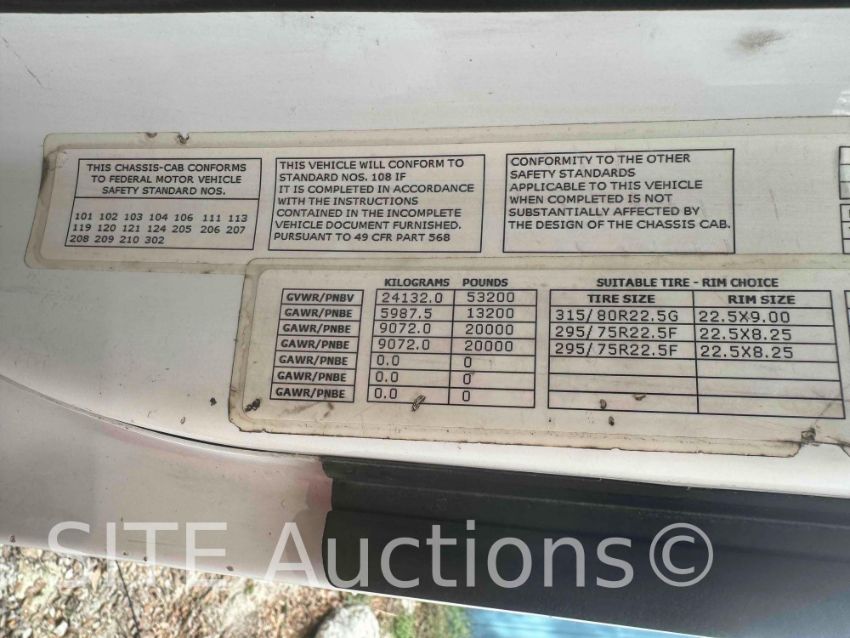 THIS CHASSIS-CAB CONFORMS
TO FEDERAL MOTOR VEHICLE
SAFETY STANDARD NOS.
101 102 103 104 106 111 113
119 120 121 124 205 206 207
208 209 210 302
THIS VEHICLE WILL CONFORM TO
STANDARD NOS. 108 IF
IT IS COMPLETED IN ACCORDANCE
WITH THE INSTRUCTIONS
CONTAINED IN THE INCOMPLETE
VEHICLE DOCUMENT FURNISHED.
PURSUANT TO 49 CFR PART 568
CONFORMITY TO THE OTHER
SAFETY STANDARDS
APPLICABLE TO THIS VEHICLE
WHEN COMPLETED IS NOT
SUBSTANTIALLY AFFECTED BY
THE DESIGN OF THE CHASSIS CAB.
KILOGRAMS POUNDS SUITABLE TIRE - RIM CHOICE
GVWR/PNBV 24132.0 53200 TIRE SIZE RIM SIZE
GAWR/PNBE 5987.5 13200 315/80R22.5G 22.5X9.00
GAWR/PNBE 9072.0 20000 295/75R22.5F 22.5X8.25
GAWR/PNBE 9072.0 20000 295/75R22.5F 22.5X8.25
GAWR/PNBE 0.0 0
GAWR/PNBE 0.0 0
GAWR/PNBE 0.0 0
SITE Auctions©